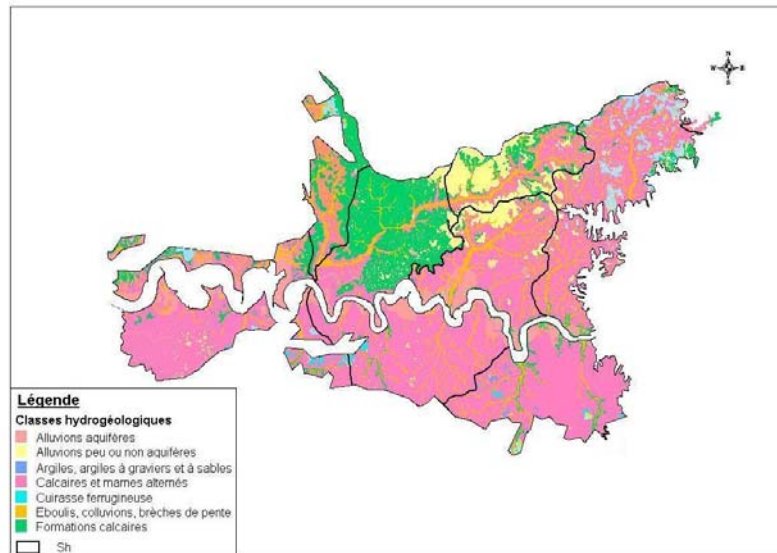 N
W E
S
Légende
Classes hydrogéologiques
Alluvions aquifères
Alluvions peu ou non aquifères
Argiles, argiles à graviers et à sables
Calcaires et marnes alternés
Cuirasse ferrugineuse
Eboulis, colluvions, brèches de pente
Formations calcaires
Sh